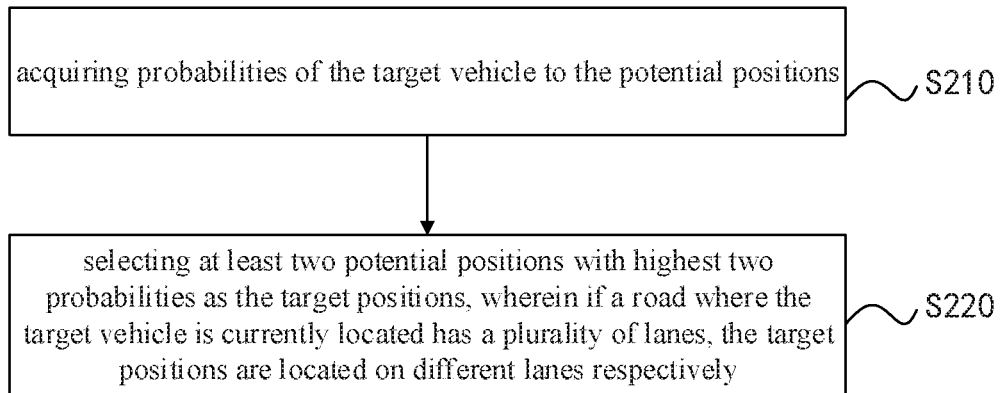 acquiring probabilities of the target vehicle to the potential positions
S210
selecting at least two potential positions with highest two
probabilities as the target positions, wherein if a road where the
target vehicle is currently located has a plurality of lanes, the target
positions are located on different lanes respectively
S220